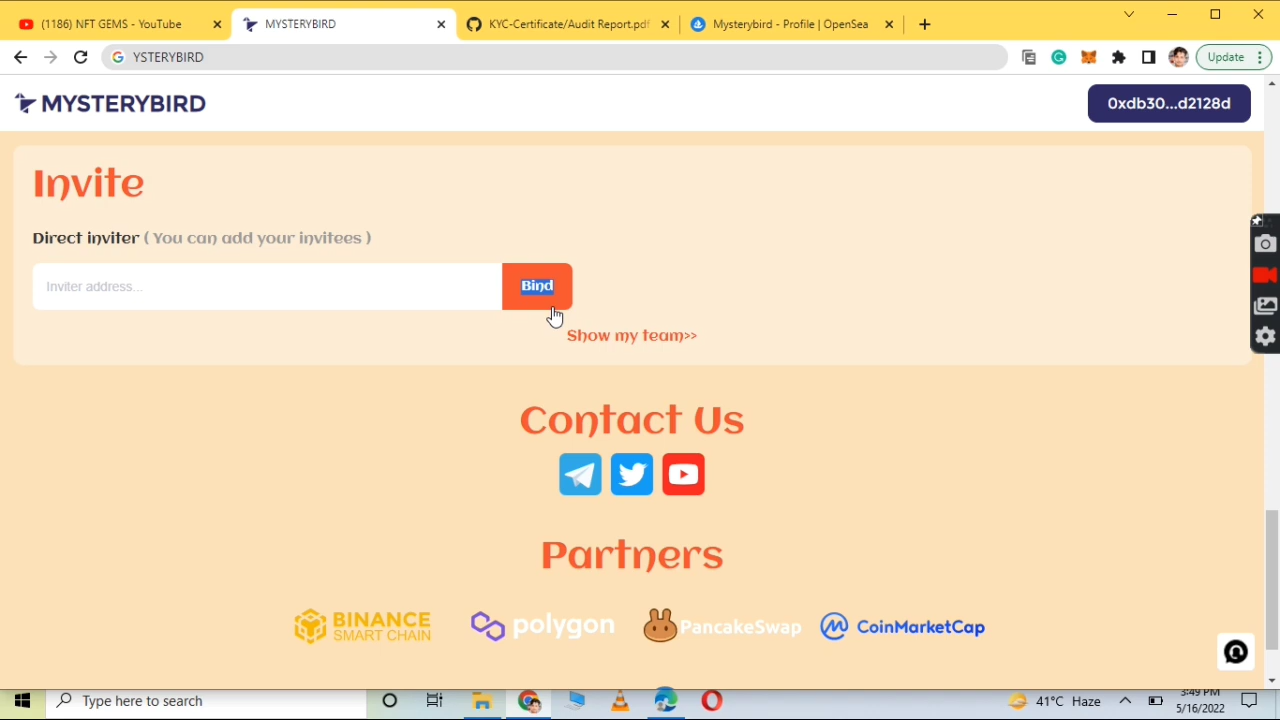 (1186) NFT GEMS - YouTube
MYSTERYBIRD
KYC-Certificate/Audit Report.pdf
Mysterybird - Profile | OpenSea
YSTERYBIRD
Update
MYSTERYBIRD
0xdb30...d2128d
Invite
Direct inviter ( You can add your invitees )
Inviter address...
Bind
Show my team>>
Contact Us
Partners
BINANCE
SMART CHAIN
polygon
PancakeSwap
CoinMarketCap
Type here to search
41°C Haze
3:49 PM
5/16/2022